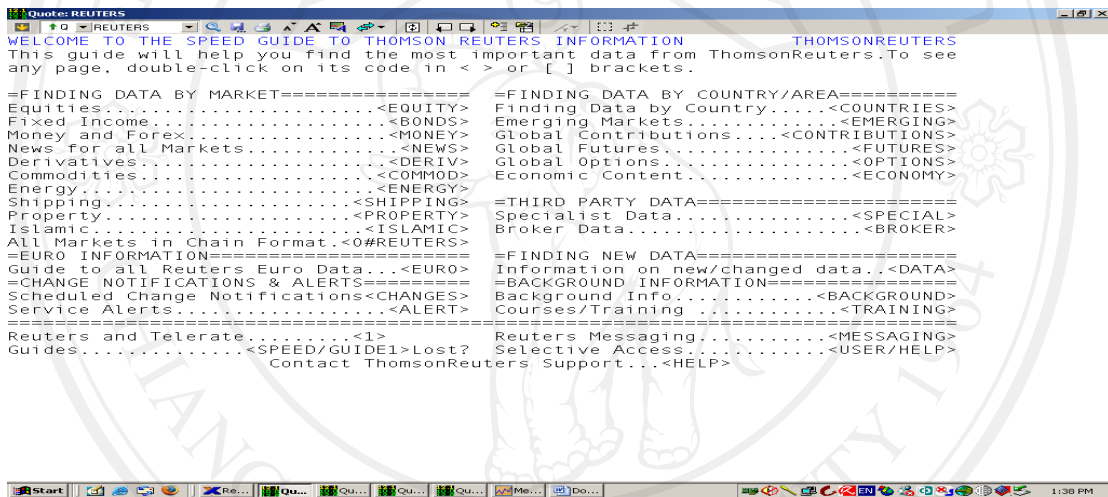 Quote: REUTERS
Q REUTERS
WELCOME TO THE SPEED GUIDE TO THOMSON REUTERS INFORMATION THOMSONREUTERS
This guide will help you find the most important data from ThomsonReuters.To see
any page, double-click on its code in < > or [ ] brackets.
=FINDING DATA BY MARKET================ =FINDING DATA BY COUNTRY/AREA==========
Equities.......................<EQUITY> Finding Data by Country.....<COUNTRIES>
Fixed Income....................<BONDS> Emerging Markets.............<EMERGING>
Money and Forex.................<MONEY> Global Contributions....<CONTRIBUTIONS>
News for all Markets.............<NEWS> Global Futures................<FUTURES>
Derivatives.....................<DERIV> Global Options................<OPTIONS>
Commodities....................<COMMOD> Economic Content..............<ECONOMY>
Energy.........................<ENERGY>
Shipping.....................<SHIPPING> =THIRD PARTY DATA======================
Property.....................<PROPERTY> Specialist Data...............<SPECIAL>
Islamic.......................<ISLAMIC> Broker Data....................<BROKER>
All Markets in Chain Format.<0#REUTERS>
=EURO INFORMATION====================== =FINDING NEW DATA======================
Guide to all Reuters Euro Data...<EURO> Information on new/changed data..<DATA>
=CHANGE NOTIFICATIONS & ALERTS========= =BACKGROUND INFORMATION================
Scheduled Change Notifications<CHANGES> Background Info............<BACKGROUND>
Service Alerts..................<ALERT> Courses/Training .............<TRAINING>
================================================================================
Reuters and Telerate.........<1> Reuters Messaging...........<MESSAGING>
Guides..............<SPEED/GUIDE1>Lost? Selective Access............<USER/HELP>
Contact ThomsonReuters Support...<HELP>
Start Re... Qu... Qu... Qu... Qu... Me... Do... EN 1:38 PM